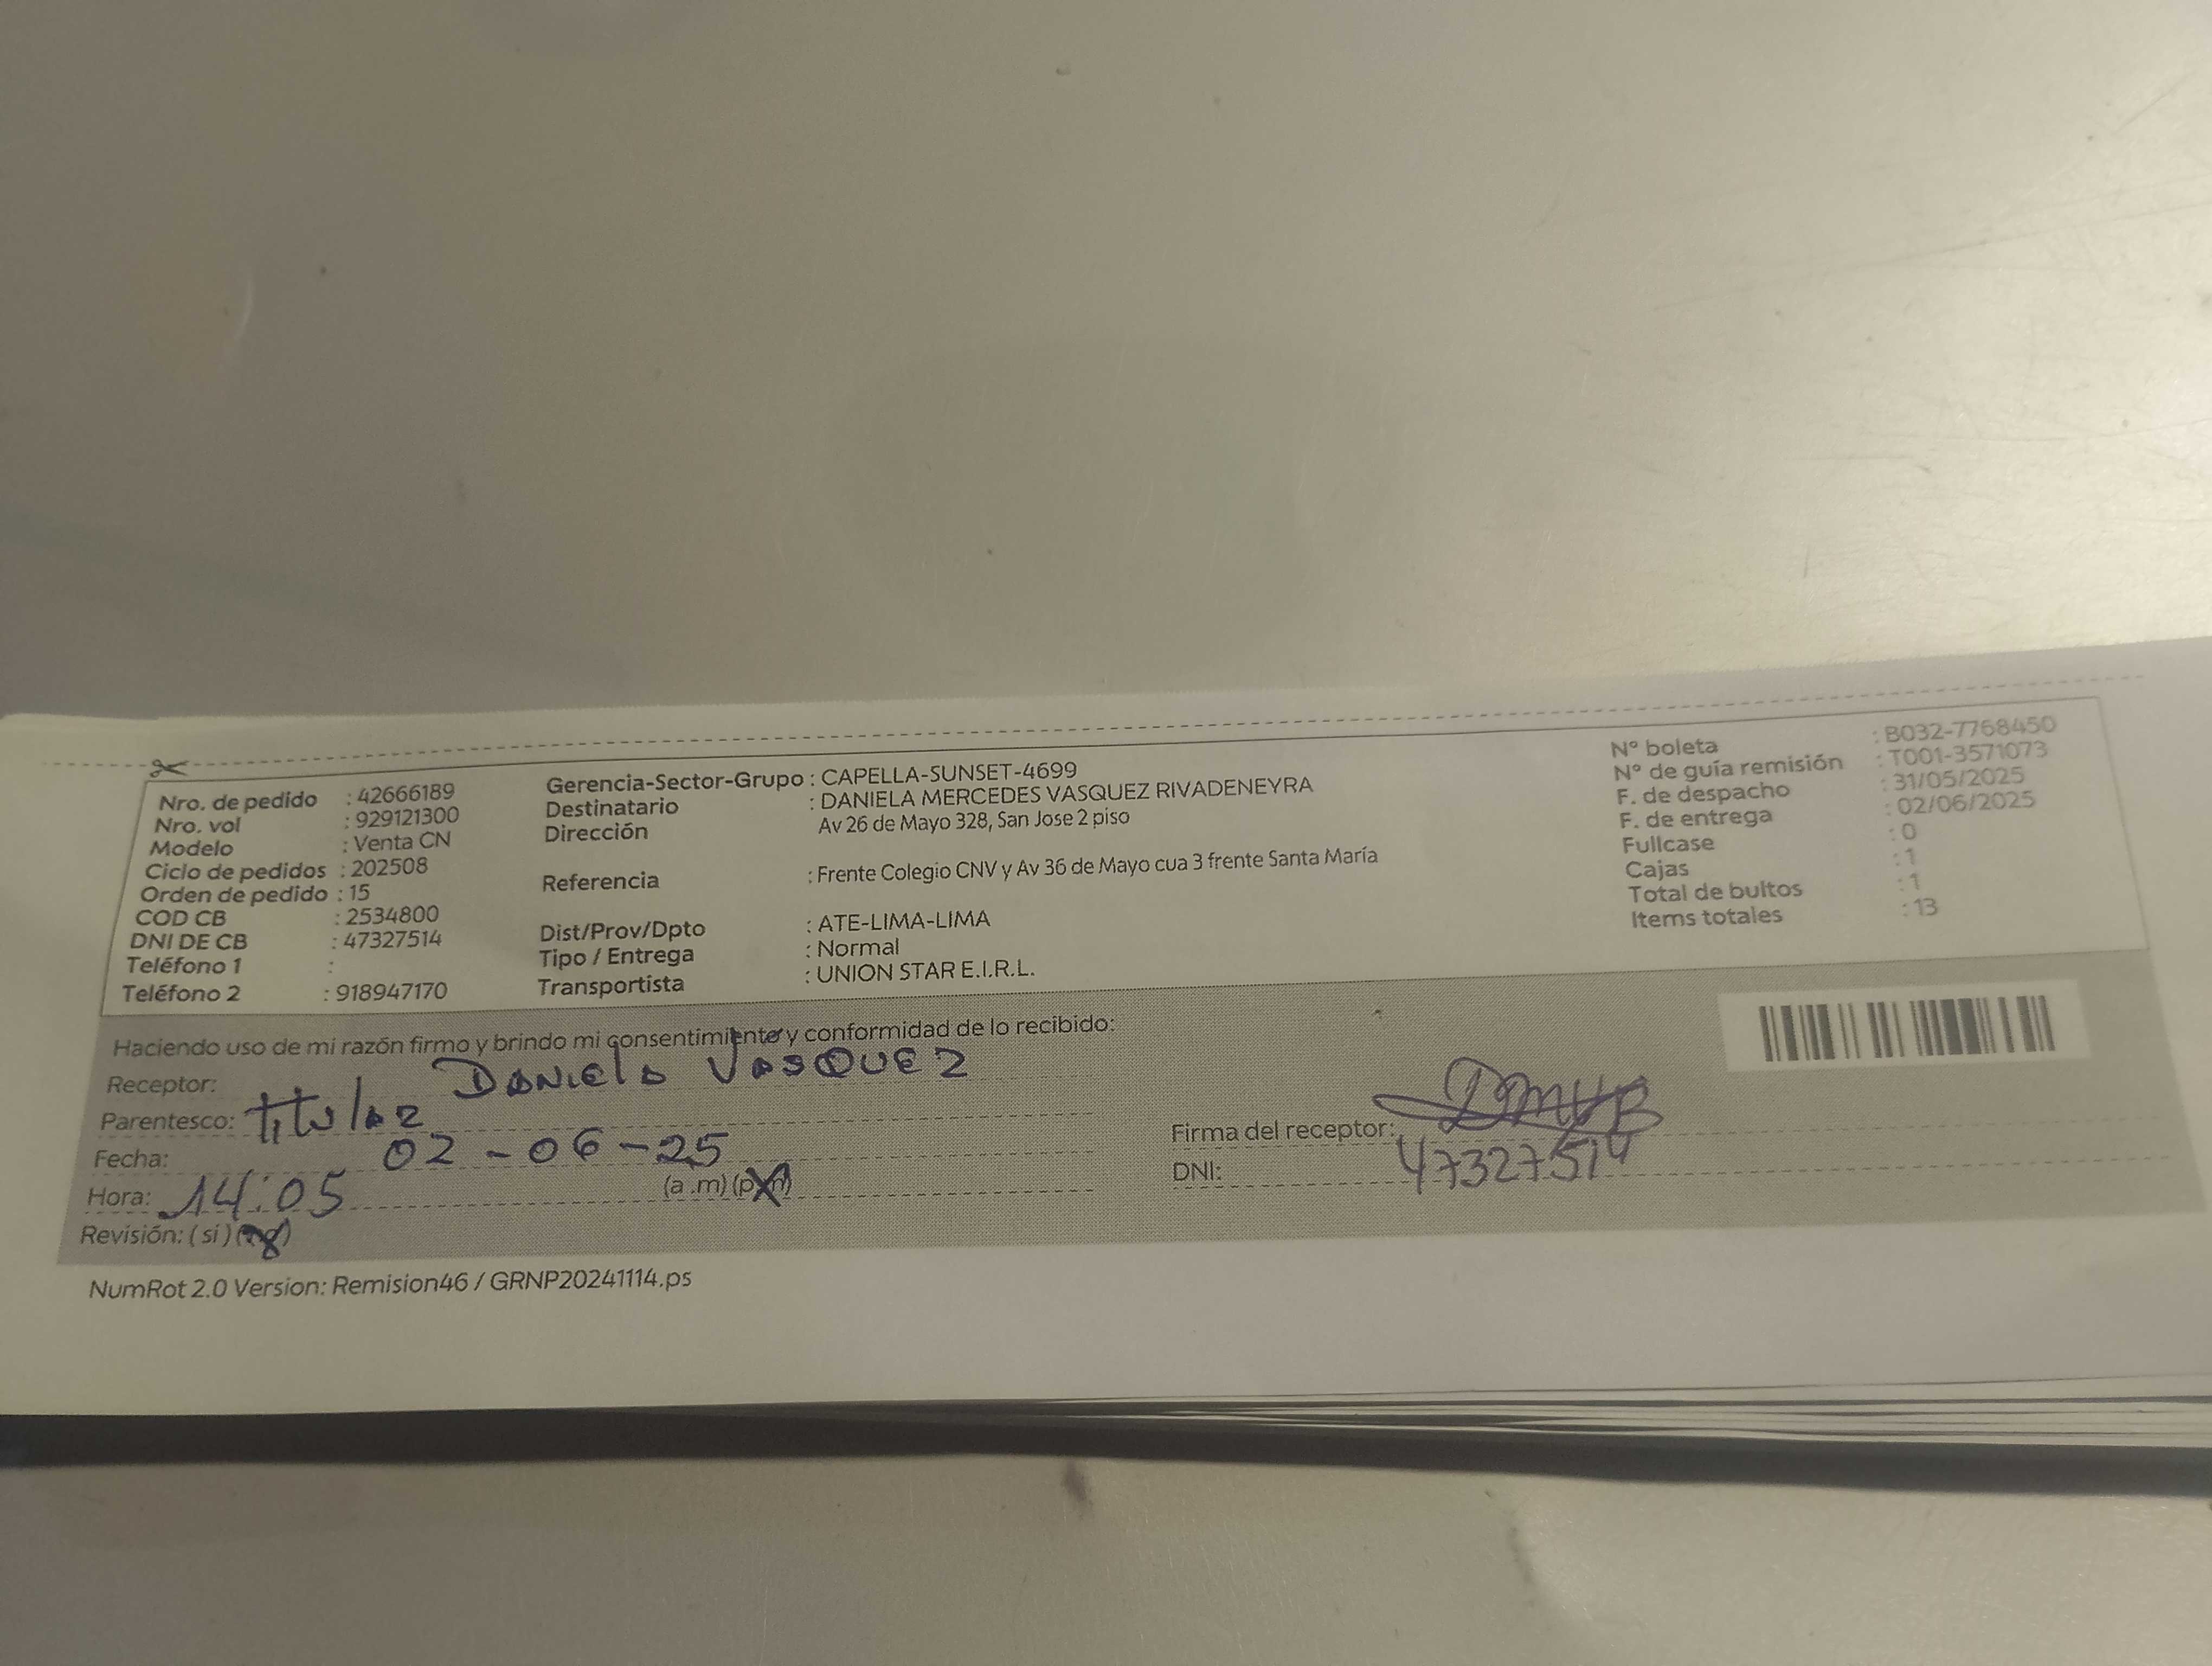 Nro. de pedido : 42666189
Nro. vol : 929121300
Modelo : Venta CN
Ciclo de pedidos : 202508
Orden de pedido : 15
COD CB : 2534800
DNI DE CB : 47327514
Teléfono 1 :
Teléfono 2 : 918947170
Gerencia-Sector-Grupo : CAPELLA-SUNSET-4699
Destinatario : DANIELA MERCEDES VASQUEZ RIVADENEYRA
Dirección Av 26 de Mayo 328, San Jose 2 piso
Referencia : Frente Colegio CNV y Av 36 de Mayo cua 3 frente Santa María
Dist/Prov/Dpto : ATE-LIMA-LIMA
Tipo / Entrega : Normal
Transportista : UNION STAR E.I.R.L.
N° boleta : B032-7768450
N° de guía remisión : T001-3571073
F. de despacho : 31/05/2025
F. de entrega : 02/06/2025
Fullcase : 0
Cajas : 1
Total de bultos : 1
Items totales : 13
Haciendo uso de mi razón firmo y brindo mi consentimiento y conformidad de lo recibido:
Receptor: Daniela VASQUEZ
Parentesco: titular
Fecha: 02-06-25
Hora: 14:05 (a .m) (p.m)
Revisión: ( si ) (no)
Firma del receptor: DMVR
DNI: 47327514
NumRot 2.0 Version: Remision46 / GRNP20241114.ps